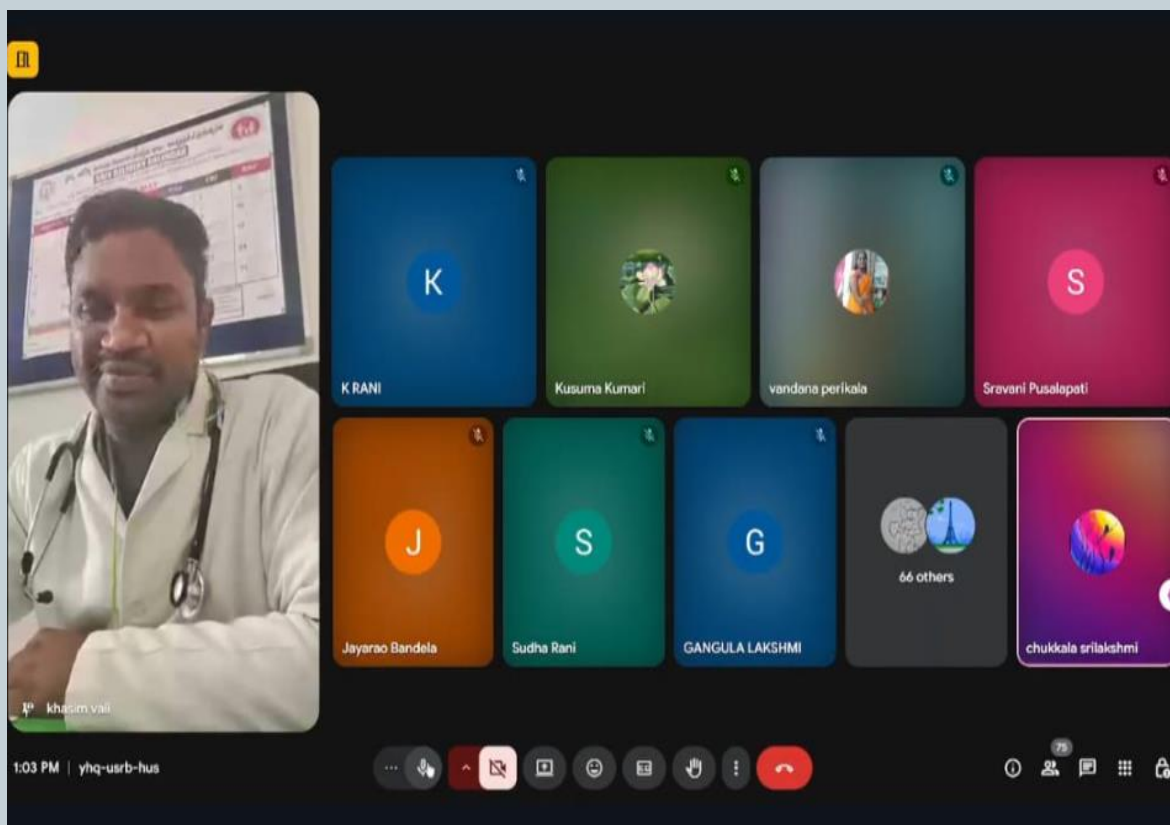 K
K RANI
Kusuma Kumari
vandana perikala
S
Sravani Pusalapati
J
Jayarao Bandela
S
Sudha Rani
G
GANGULA LAKSHMI
66 others
chukkala srilakshmi
khasim vali
1:03 PM | yhq-usrb-hus
75